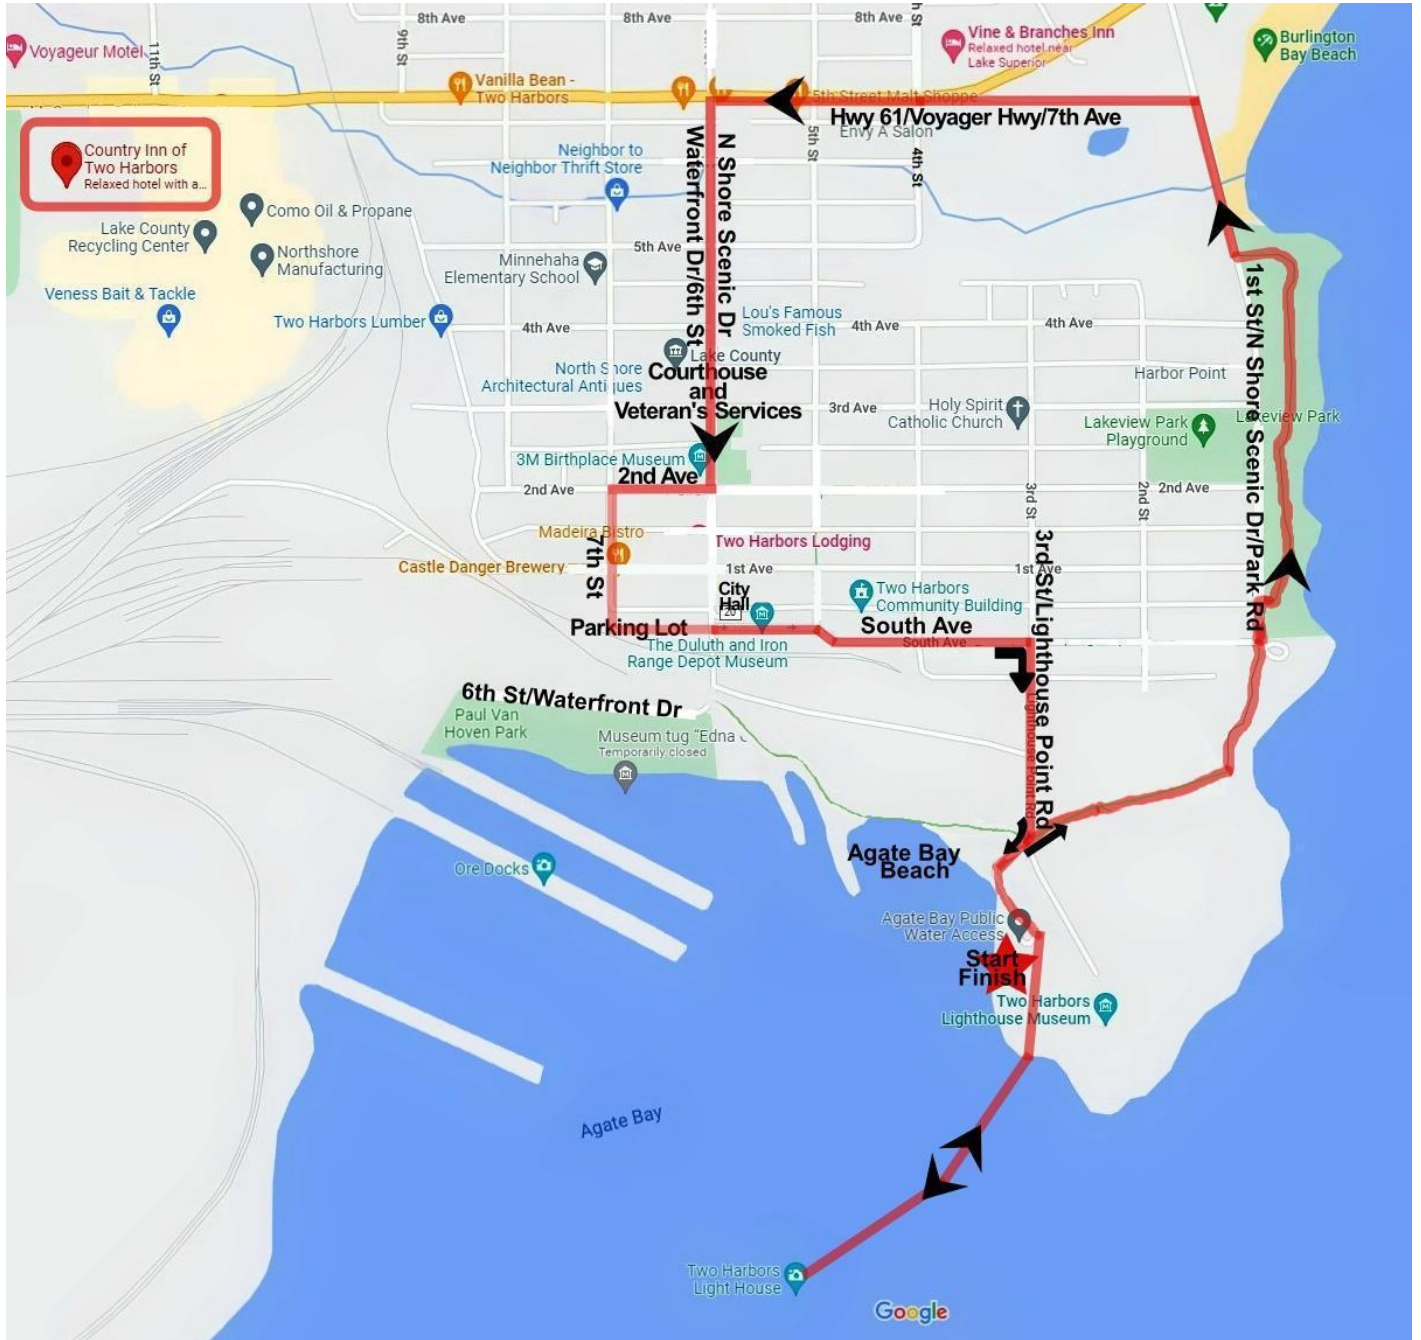 8th Ave
8th Ave
8th Ave
Voyageur Motel
11th St
9th St
Vine & Branches Inn
Relaxed hotel near
Lake Superior
Burlington
Bay Beach
Vanilla Bean -
Two Harbors
5th Street Malt Shoppe
Hwy 61/Voyager Hwy/7th Ave
Envy A Salon
5th St
4th St
Country Inn of
Two Harbors
Relaxed hotel with a...
Neighbor to
Neighbor Thrift Store
Waterfront Dr/6th St
N Shore Scenic Dr
Como Oil & Propane
Lake County
Recycling Center
Northshore
Manufacturing
5th Ave
Minnehaha
Elementary School
Veness Bait & Tackle
Two Harbors Lumber
4th Ave
Lou's Famous
Smoked Fish
4th Ave
4th Ave
1st St/N Shore Scenic Dr/Park Rd
Lake County
Courthouse
and
Veteran's Services
North Shore
Architectural Antiques
Harbor Point
3rd Ave
Holy Spirit
Catholic Church
Lakeview Park
Playground
Lakeview Park
3M Birthplace Museum
2nd Ave
2nd Ave
3rd St
2nd St
2nd Ave
Madeira Bistro
7th St
Two Harbors Lodging
3rd St/Lighthouse Point Rd
Castle Danger Brewery
1st Ave
1st Ave
City
Hall
20
Two Harbors
Community Building
Parking Lot
South Ave
South Ave
The Duluth and Iron
Range Depot Museum
6th St/Waterfront Dr
Lighthouse Point Rd
Paul Van
Hoven Park
Museum tug "Edna
Temporarily closed
Agate Bay
Beach
Ore Docks
Agate Bay Public
Water Access
Start
Finish
Two Harbors
Lighthouse Museum
Agate Bay
Two Harbors
Light House
Google